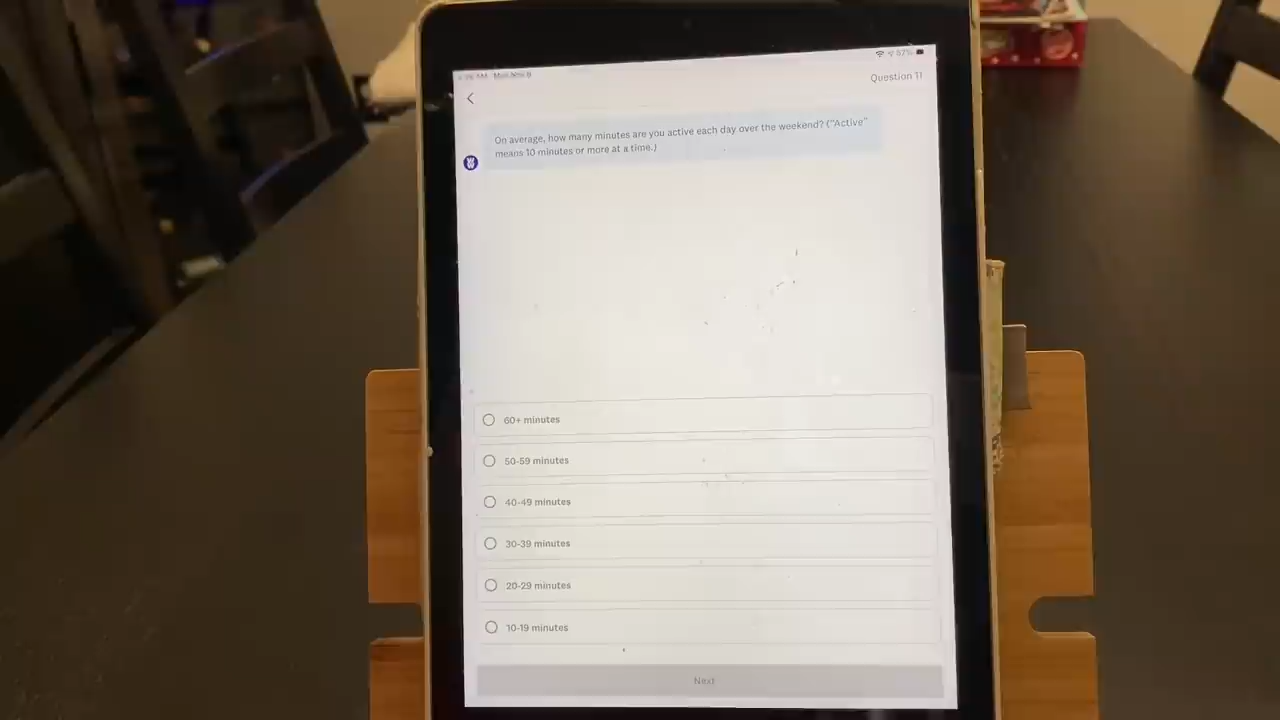 57%
Question 11
On average, how many minutes are you active each day over the weekend? ("Active"
means 10 minutes or more at a time.)
60+ minutes
50-59 minutes
40-49 minutes
30-39 minutes
20-29 minutes
10-19 minutes
Next